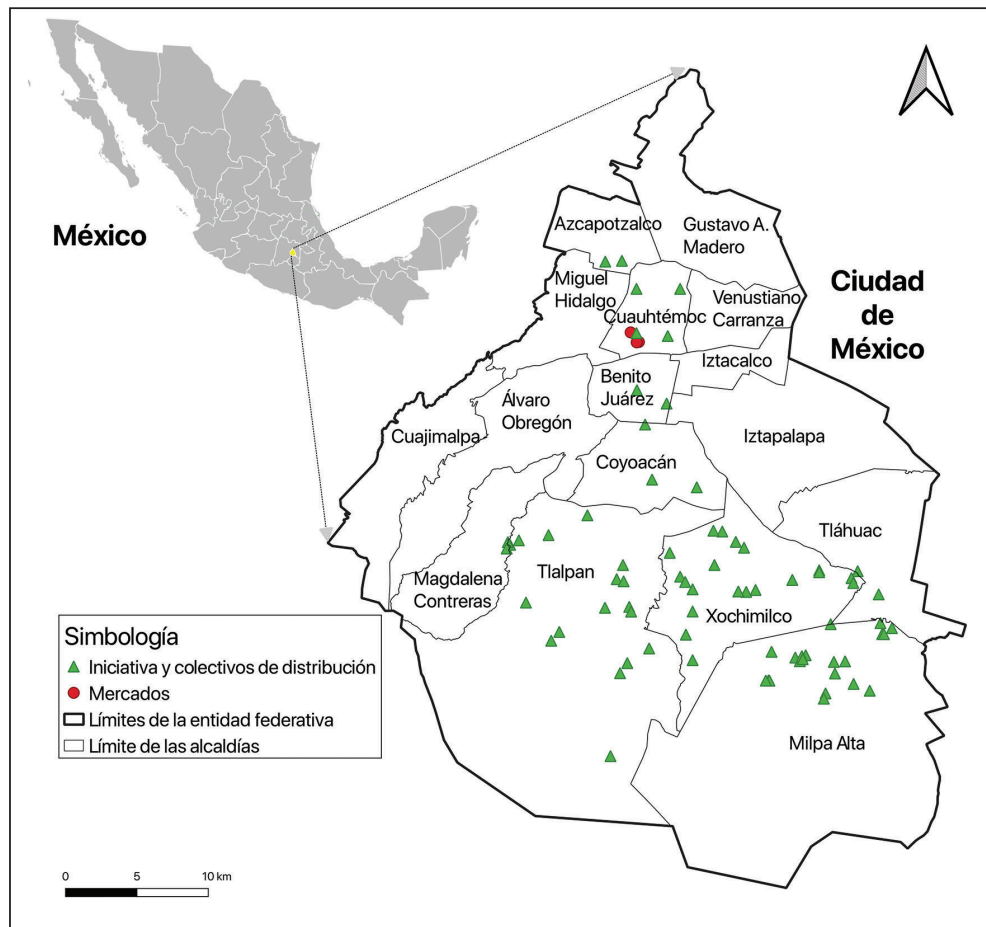 México
Azcapotzalco
Gustavo A.
Madero
Miguel
Hidalgo
Cuauhtémoc
Venustiano
Carranza
Ciudad
de
México
Iztacalco
Benito
Juárez
Álvaro
Obregón
Cuajimalpa
Iztapalapa
Coyoacán
Tláhuac
Magdalena
Contreras
Tlalpan
Xochimilco
Milpa Alta
Simbología
Iniciativa y colectivos de distribución
Mercados
Límites de la entidad federativa
Límite de las alcaldías
0 5 10 km